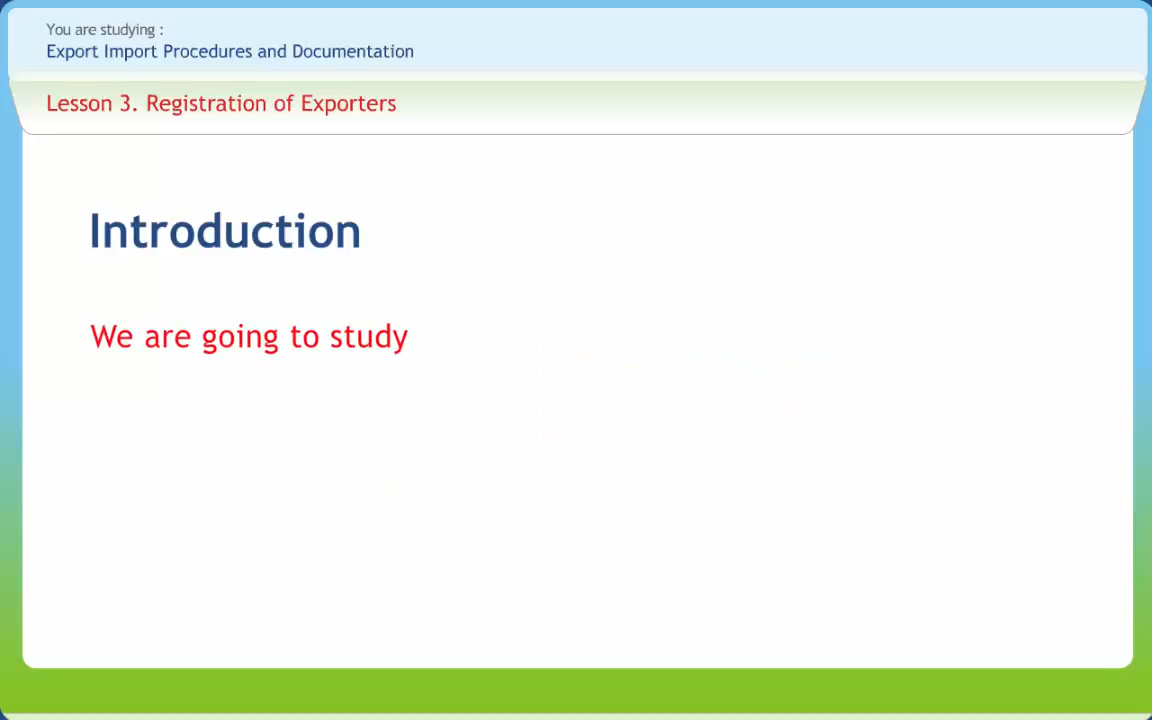 You are studying :
Export Import Procedures and Documentation
Lesson 3. Registration of Exporters
Introduction
We are going to study